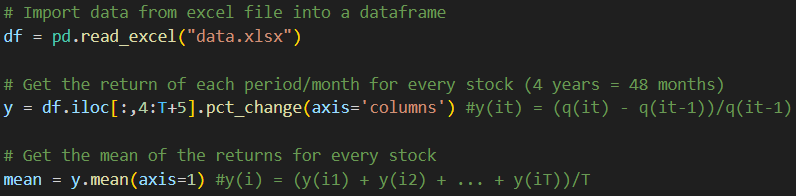 # Import data from excel file into a dataframe
df = pd.read_excel("data.xlsx")
# Get the return of each period/month for every stock (4 years = 48 months)
y = df.iloc[:,4:T+5].pct_change(axis='columns') #y(it) = (q(it) - q(it-1))/q(it-1)
# Get the mean of the returns for every stock
mean = y.mean(axis=1) #y(i) = (y(i1) + y(i2) + ... + y(iT))/T